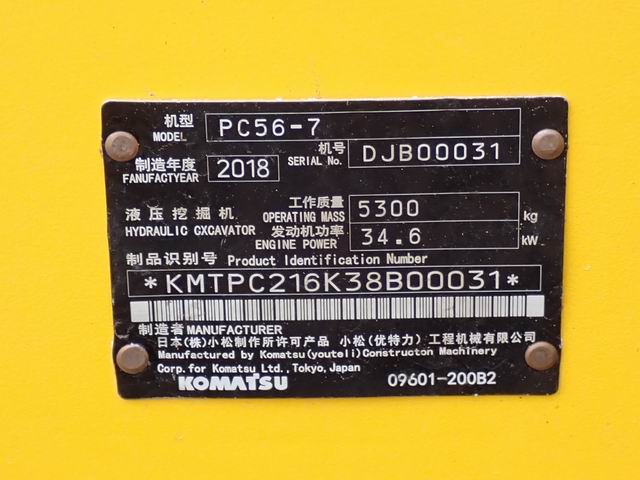 机型 MODEL PC56-7
制造年度 FANUFACTYEAR 2018 机号 SERIAL No. DJB00031
液压挖掘机 HYDRAULIC GXCAVATOR
工作质量 OPERATING MASS 5300 kg
发动机功率 ENGINE POWER 34.6 kW
制品识别号 Product Identification Number
*KMTPC216K38B00031*
制造者 MANUFACTURER
日本(株)小松制作所许可产品 小松(优特力)工程机械有限公司
Manufactured by Komatsu(youteli)Constructon Machinery
Corp. for Komatsu Ltd., Tokyo, Japan
KOMATSU 09601-200B2